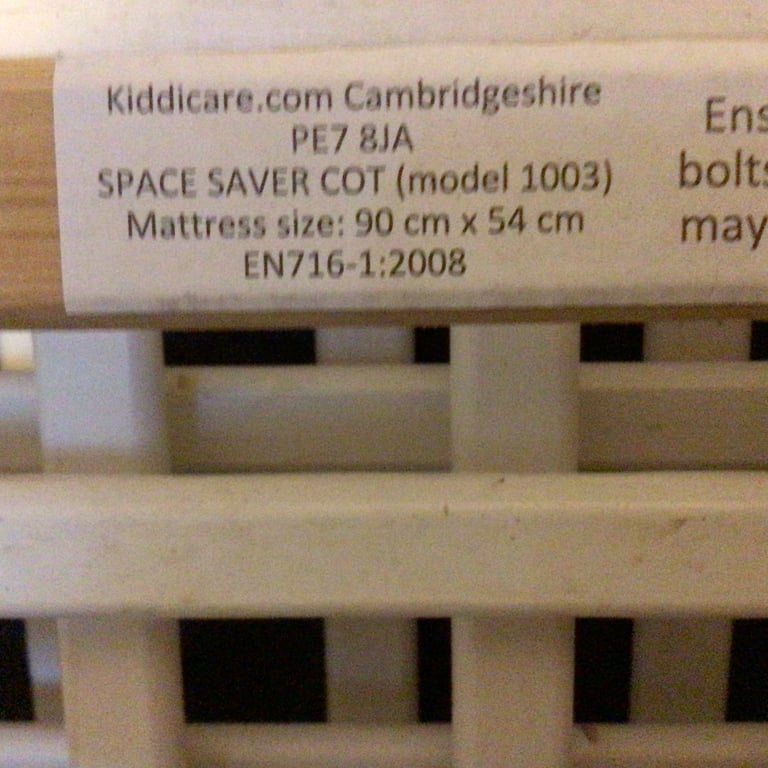 Kiddicare.com Cambridgeshire
PE7 8JA
SPACE SAVER COT (model 1003)
Mattress size: 90 cm x 54 cm
EN716-1:2008
Ens
bolts
may